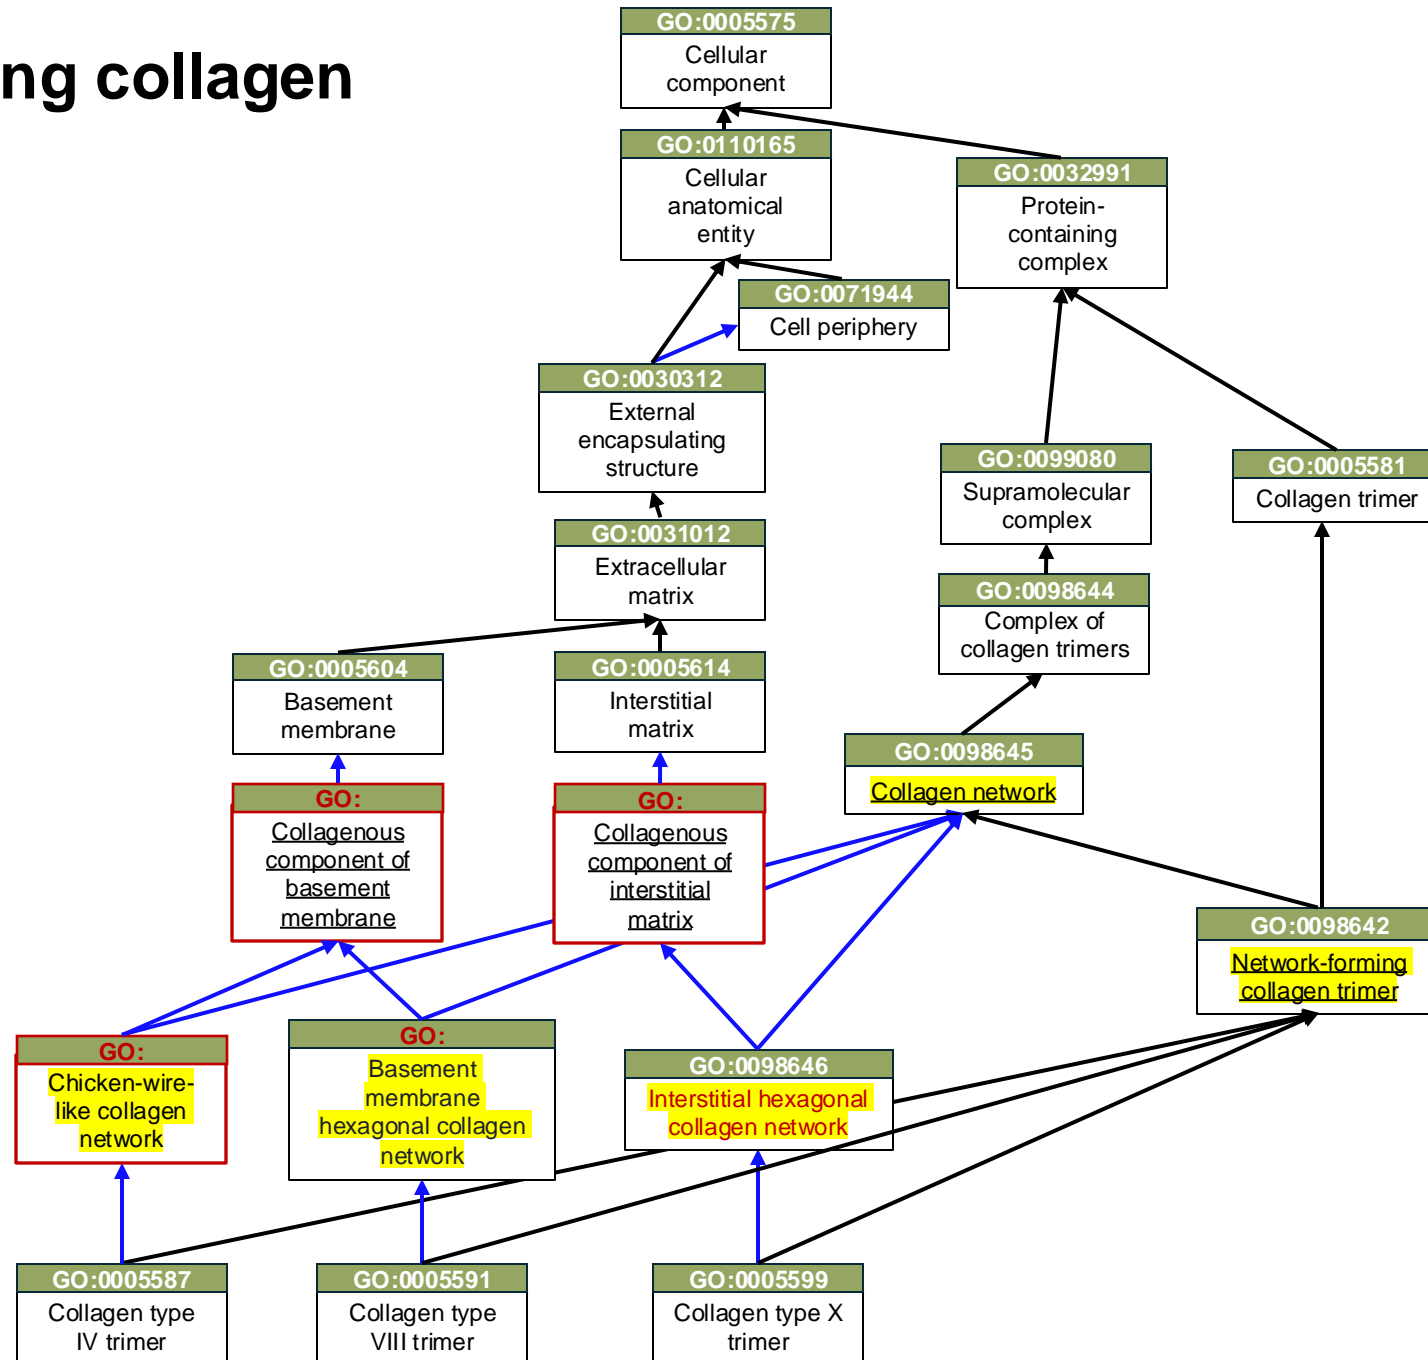 ng collagen
GO:0005575
Cellular
component
GO:0110165
Cellular
anatomical
entity
GO:0032991
Protein-
containing
complex
GO:0071944
Cell periphery
GO:0030312
External
encapsulating
structure
GO:0099080
Supramolecular
complex
GO:0005581
Collagen trimer
GO:0031012
Extracellular
matrix
GO:0098644
Complex of
collagen trimers
GO:0005604
Basement
membrane
GO:0005614
Interstitial
matrix
GO:0098645
Collagen network
GO:
Collagenous
component of
basement
membrane
GO:
Collagenous
component of
interstitial
matrix
GO:0098642
Network-forming
collagen trimer
GO:
Chicken-wire-
like collagen
network
GO:
Basement
membrane
hexagonal collagen
network
GO:0098646
Interstitial hexagonal
collagen network
GO:0005587
Collagen type
IV trimer
GO:0005591
Collagen type
VIII trimer
GO:0005599
Collagen type X
trimer